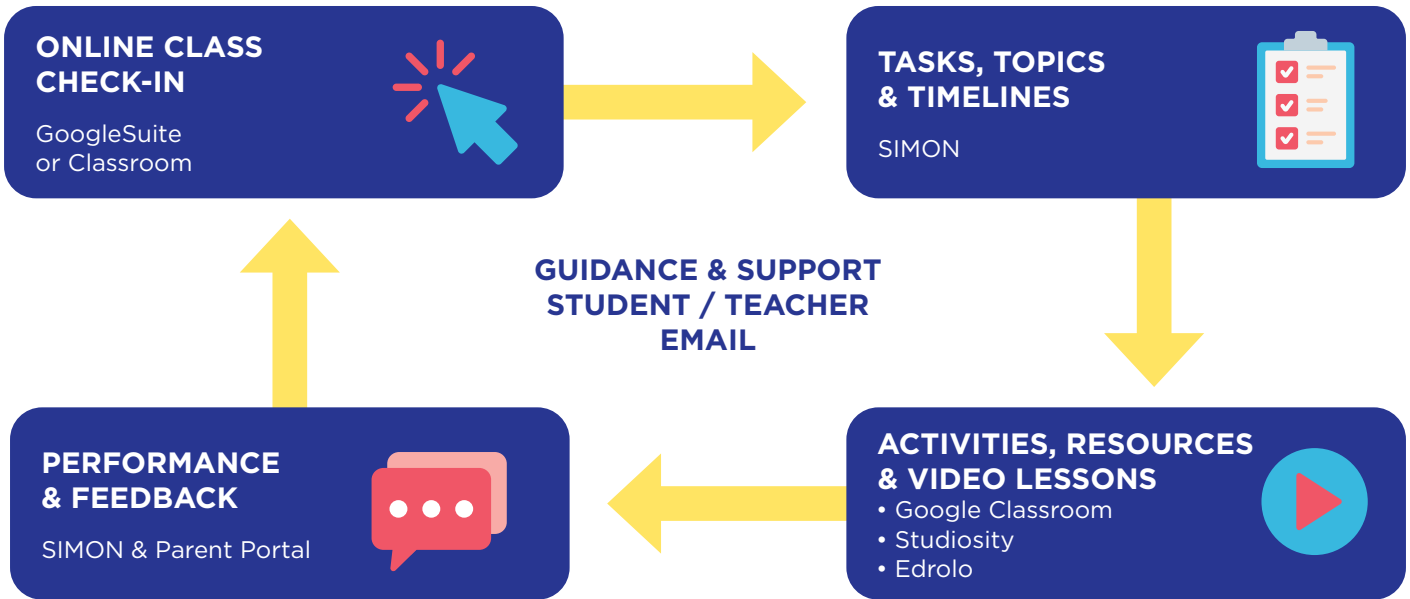 ONLINE CLASS
CHECK-IN
GoogleSuite
or Classroom
TASKS, TOPICS
& TIMELINES
SIMON
GUIDANCE & SUPPORT
STUDENT / TEACHER
EMAIL
PERFORMANCE
& FEEDBACK
SIMON & Parent Portal
ACTIVITIES, RESOURCES
& VIDEO LESSONS
• Google Classroom
• Studiosity
• Edrolo